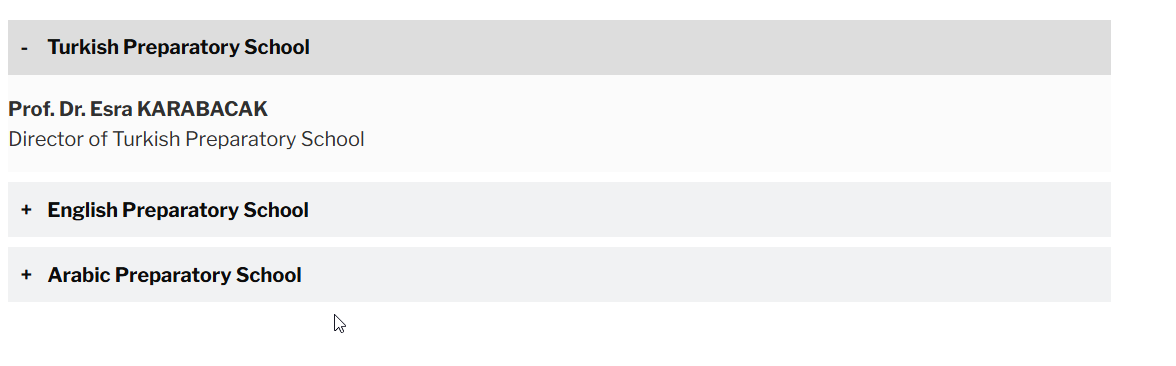 - Turkish Preparatory School
Prof. Dr. Esra KARABACAK
Director of Turkish Preparatory School
+ English Preparatory School
+ Arabic Preparatory School